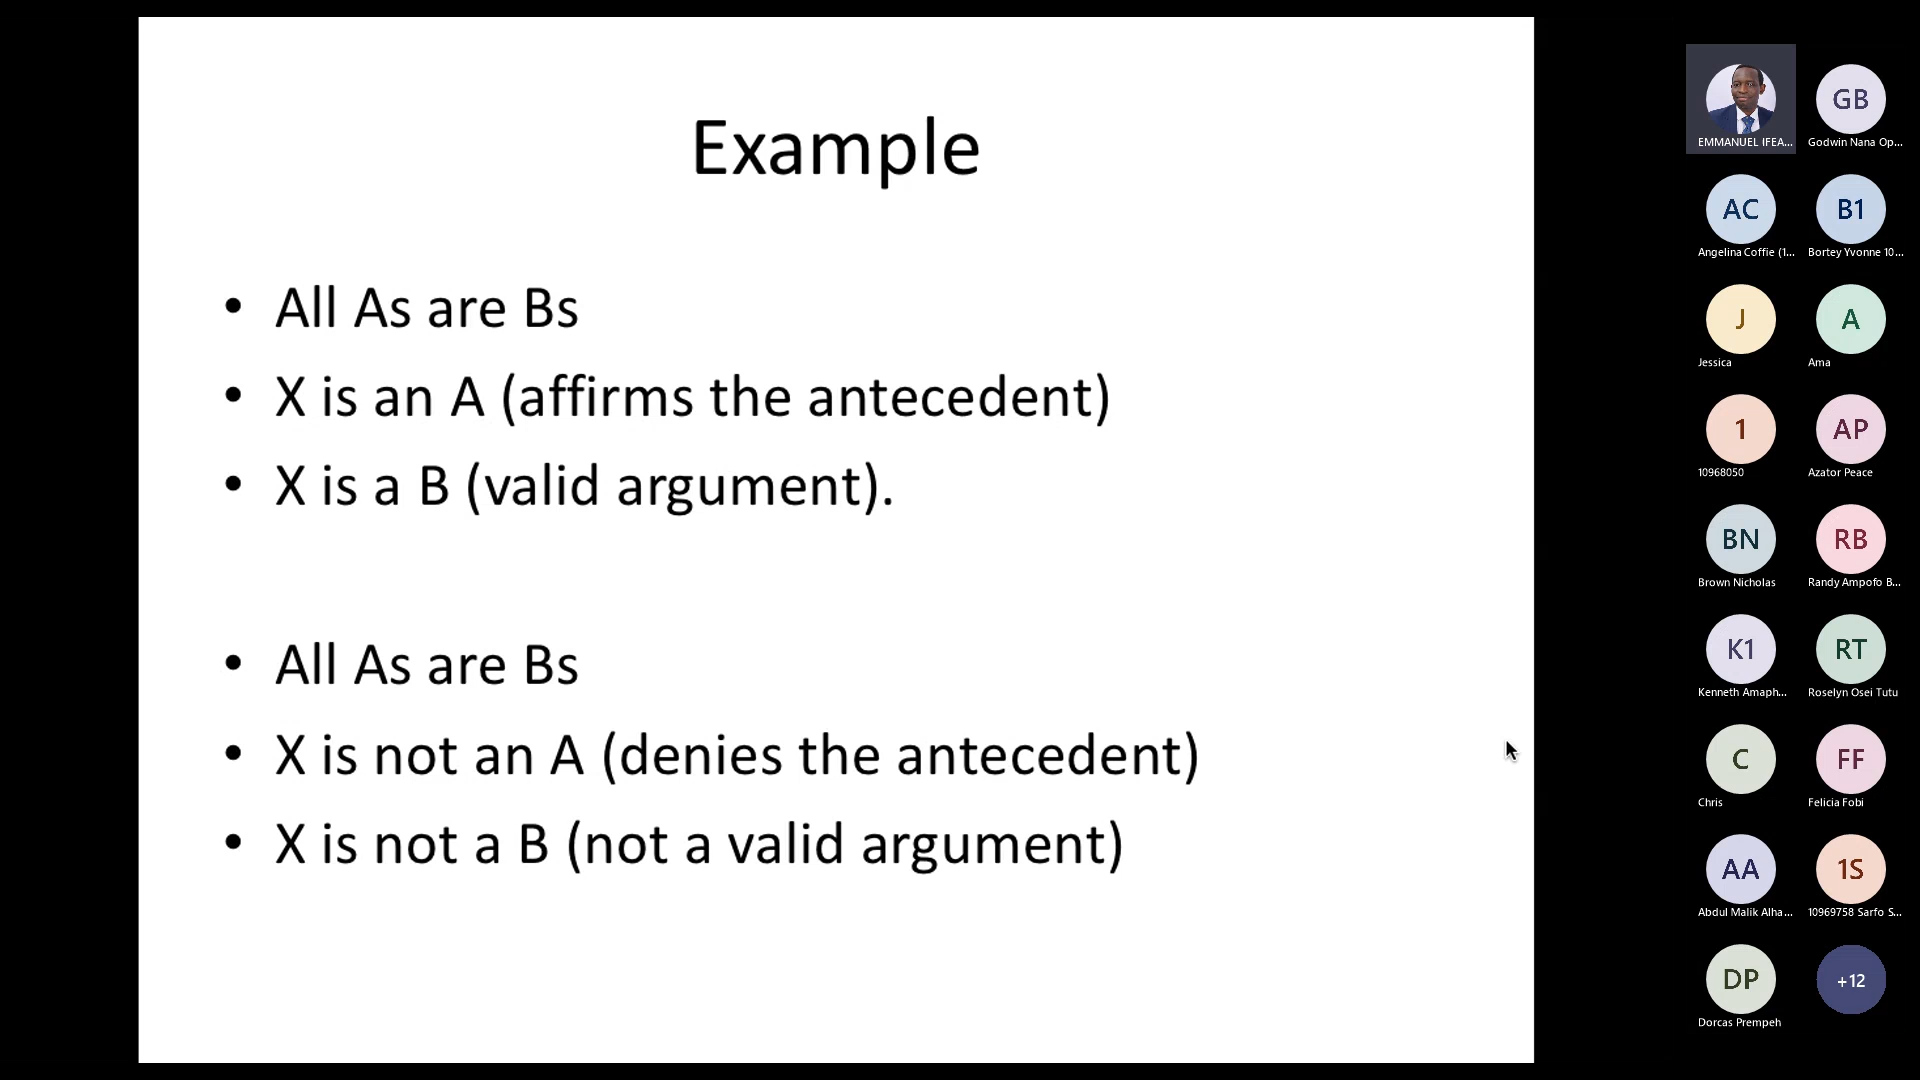 Example
• All As are Bs
• X is an A (affirms the antecedent)
• X is a B (valid argument).
• All As are Bs
• X is not an A (denies the antecedent)
• X is not a B (not a valid argument)
EMMANUEL IFEA...
GB
Godwin Nana Op...
AC
Angelina Coffie (1...
B1
Bortey Yvonne 10...
J
Jessica
A
Ama
1
10968050
AP
Azator Peace
BN
Brown Nicholas
RB
Randy Ampofo B...
K1
Kenneth Amaph...
RT
Roselyn Osei Tutu
C
Chris
FF
Felicia Fobi
AA
Abdul Malik Alha...
1S
10969758 Sarfo S...
DP
Dorcas Prempeh
+12